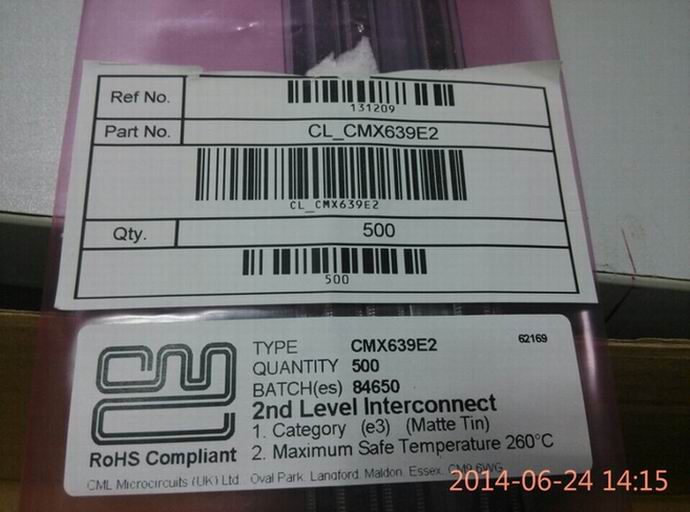 Ref No.
131209
Part No. CL_CMX639E2
CL_CMX639E2
Qty. 500
500
TYPE CMX639E2 62169
QUANTITY 500
BATCH(es) 84650
2nd Level Interconnect
1. Category (e3) (Matte Tin)
2. Maximum Safe Temperature 260°C
RoHS Compliant
CML Microcircuits (UK) Ltd., Oval Park, Langford, Maldon, Essex, CM9 6WG
2014-06-24 14:15